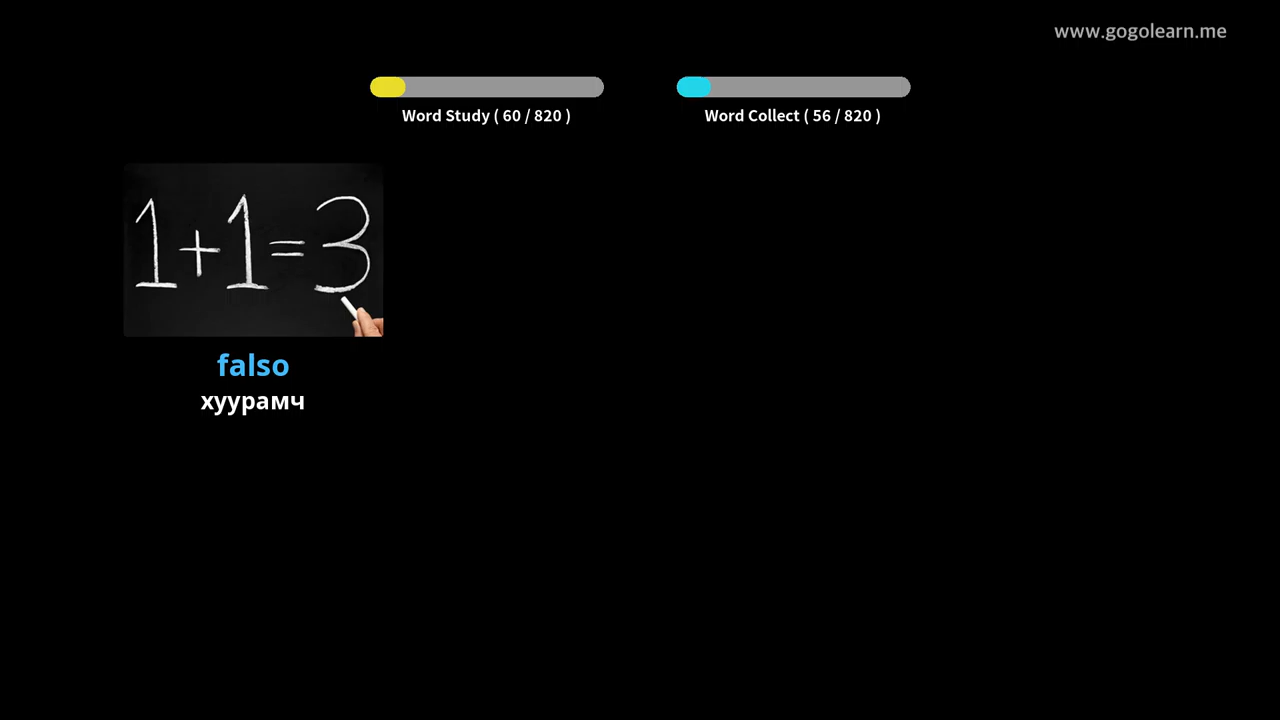 www.gogolearn.me
Word Study ( 60 / 820 )
Word Collect ( 56 / 820 )
1+1=3
falso
хуурамч